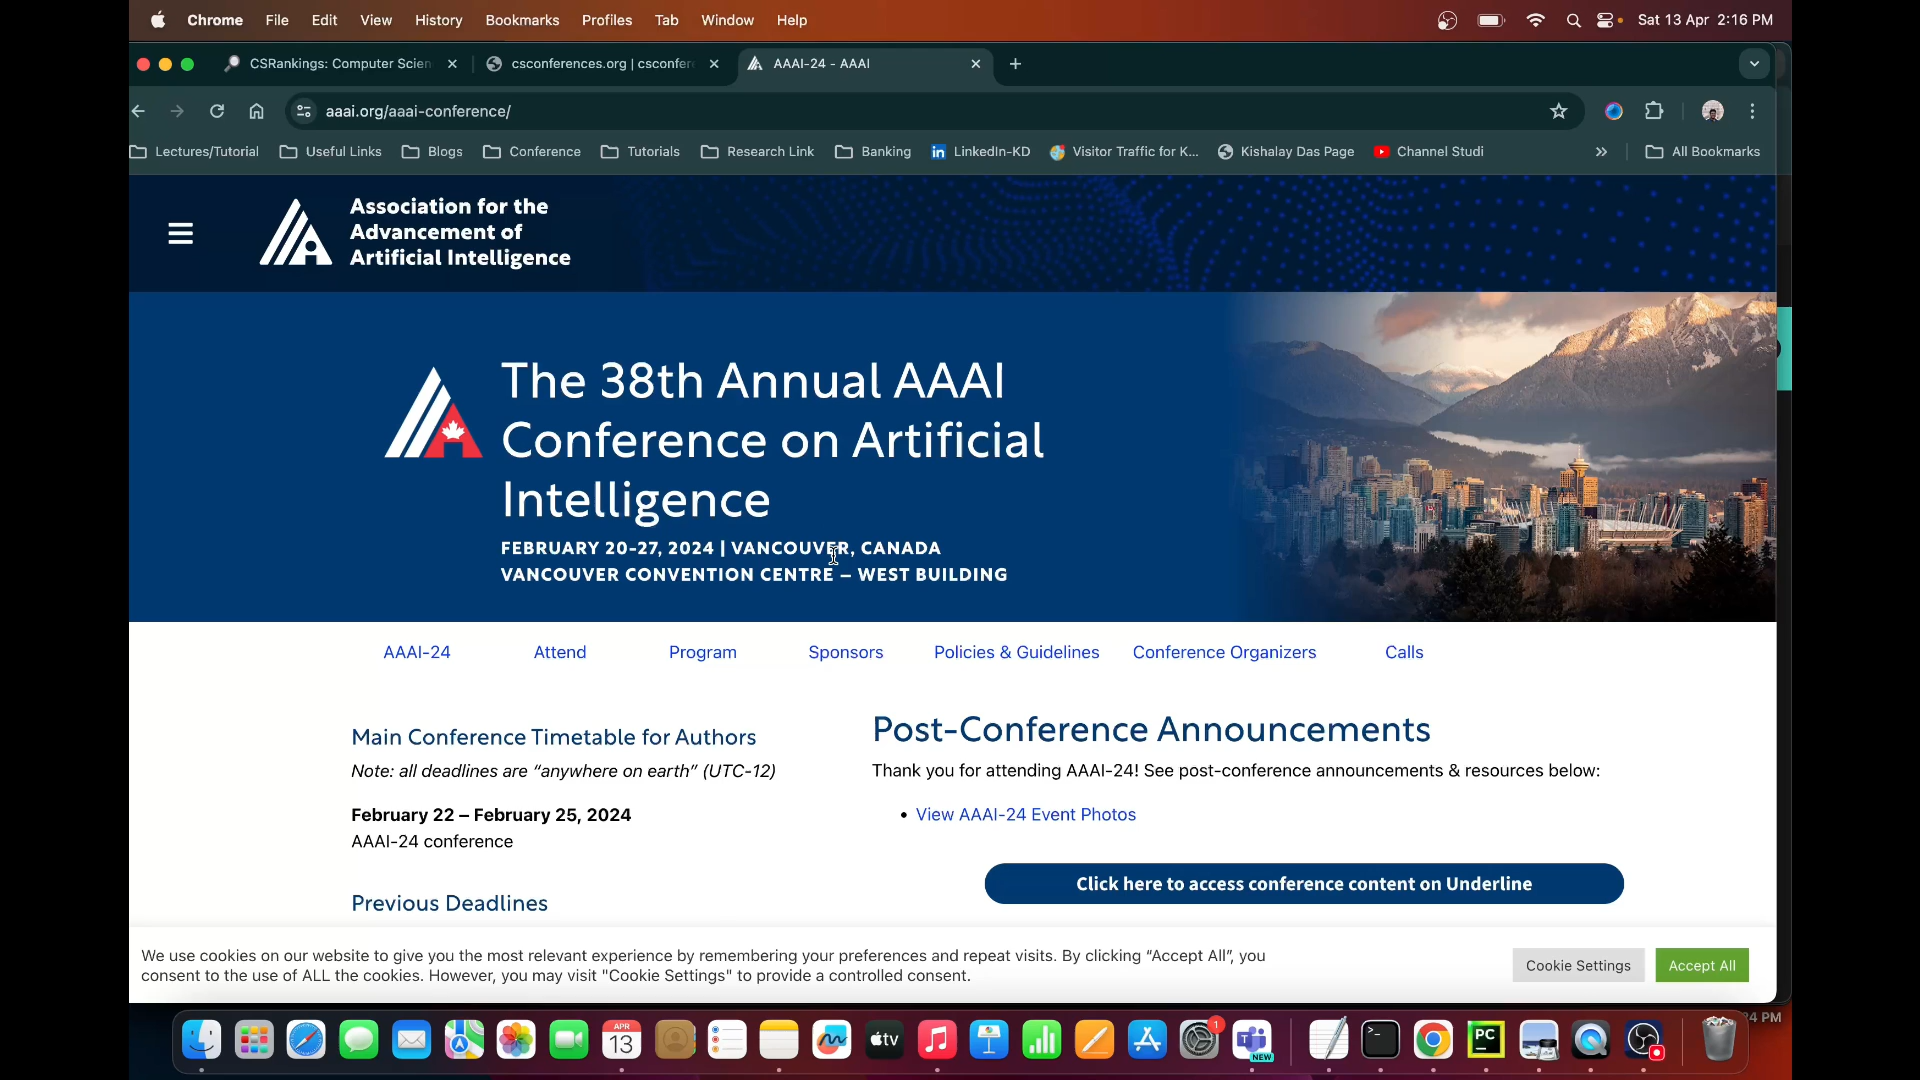 Chrome File Edit View History Bookmarks Profiles Tab Window Help Sat 13 Apr 2:16 PM
CSRankings: Computer Scien csconferences.org | csconfer AAAI-24 - AAAI
aaai.org/aaai-conference/
Lectures/Tutorial Useful Links Blogs Conference Tutorials Research Link Banking LinkedIn-KD Visitor Traffic for K... Kishalay Das Page Channel Studi All Bookmarks
Association for the
Advancement of
Artificial Intelligence
The 38th Annual AAAI
Conference on Artificial
Intelligence
FEBRUARY 20-27, 2024 | VANCOUVER, CANADA
VANCOUVER CONVENTION CENTRE – WEST BUILDING
AAAI-24 Attend Program Sponsors Policies & Guidelines Conference Organizers Calls
Main Conference Timetable for Authors
Note: all deadlines are “anywhere on earth” (UTC-12)
February 22 – February 25, 2024
AAAI-24 conference
Previous Deadlines
Post-Conference Announcements
Thank you for attending AAAI-24! See post-conference announcements & resources below:
• View AAAI-24 Event Photos
Click here to access conference content on Underline
We use cookies on our website to give you the most relevant experience by remembering your preferences and repeat visits. By clicking “Accept All”, you
consent to the use of ALL the cookies. However, you may visit "Cookie Settings" to provide a controlled consent.
Cookie Settings Accept All
APR
13
tv
1
NEW
PC
34 PM